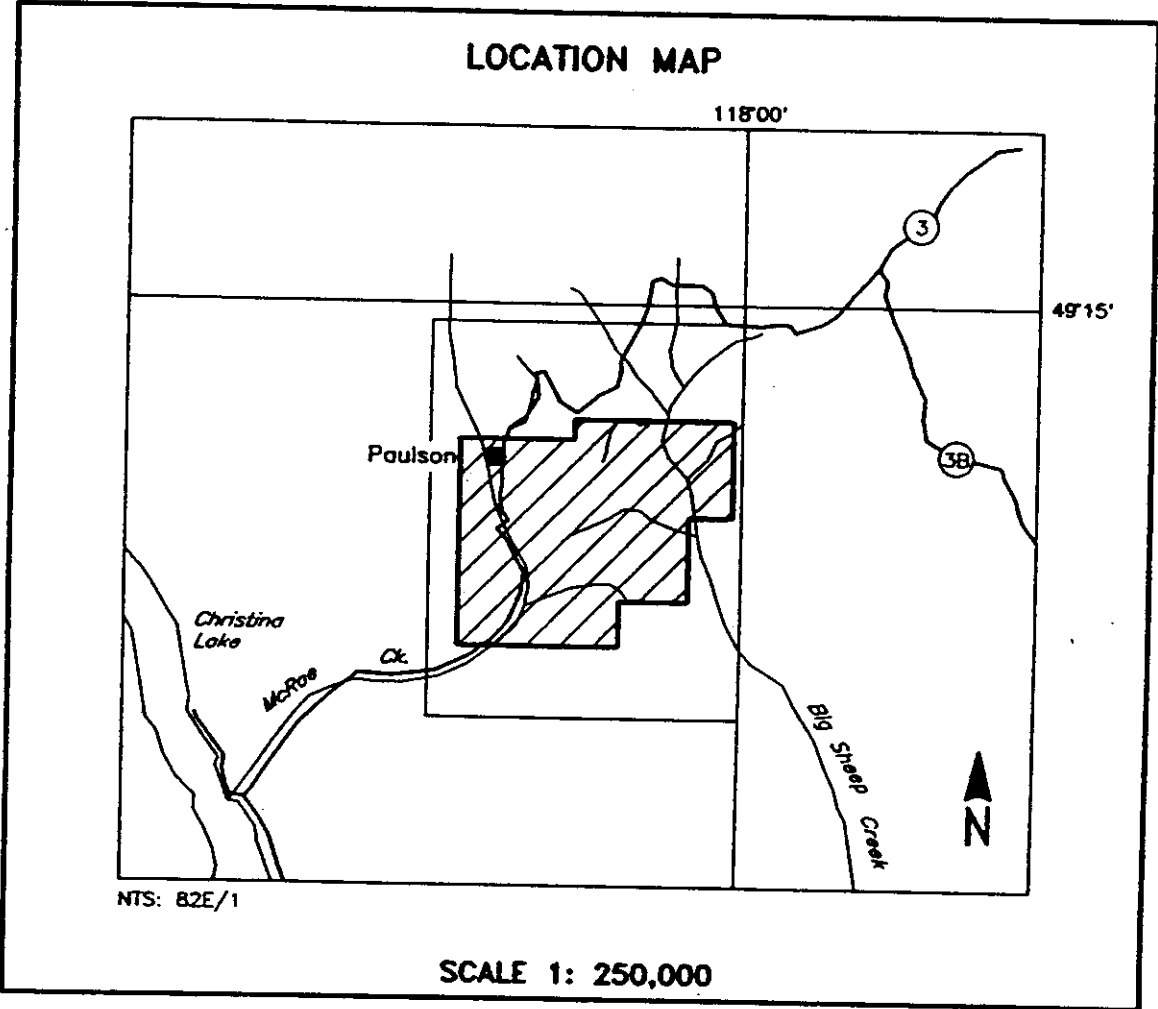 LOCATION MAP
118°00'
3
49°15'
Paulson
3B
Christina
Lake
McRae
Ck.
Big Sheep Creek
N
NTS: 82E/1
SCALE 1: 250,000